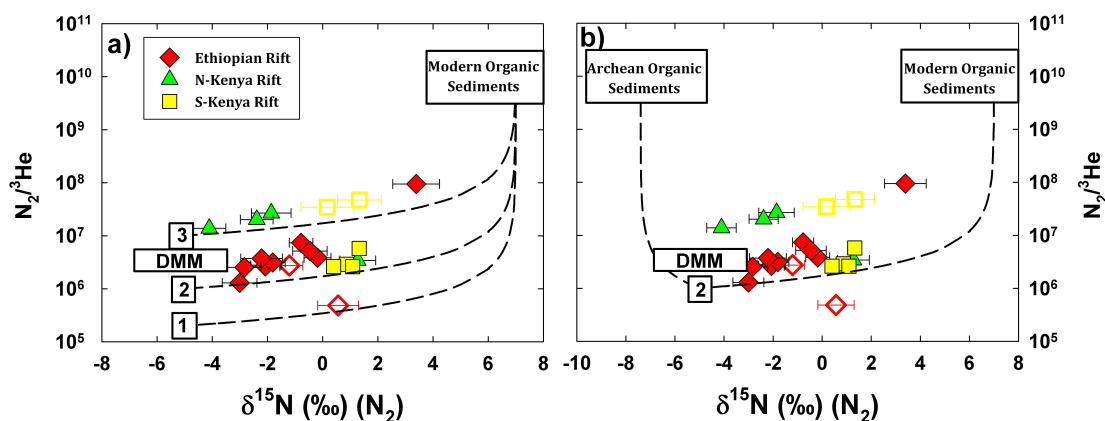 a)
Ethiopian Rift
N-Kenya Rift
S-Kenya Rift
Modern Organic
Sediments
3
DMM
2
1
10¹¹
10¹⁰
10⁹
10⁸
10⁷
10⁶
10⁵
N₂/³He
-8 -6 -4 -2 0 2 4 6 8
δ¹⁵N (‰) (N₂)
b)
Archean Organic
Sediments
Modern Organic
Sediments
DMM
2
10¹¹
10¹⁰
10⁹
10⁸
10⁷
10⁶
10⁵
N₂/³He
-10 -8 -6 -4 -2 0 2 4 6 8
δ¹⁵N (‰) (N₂)